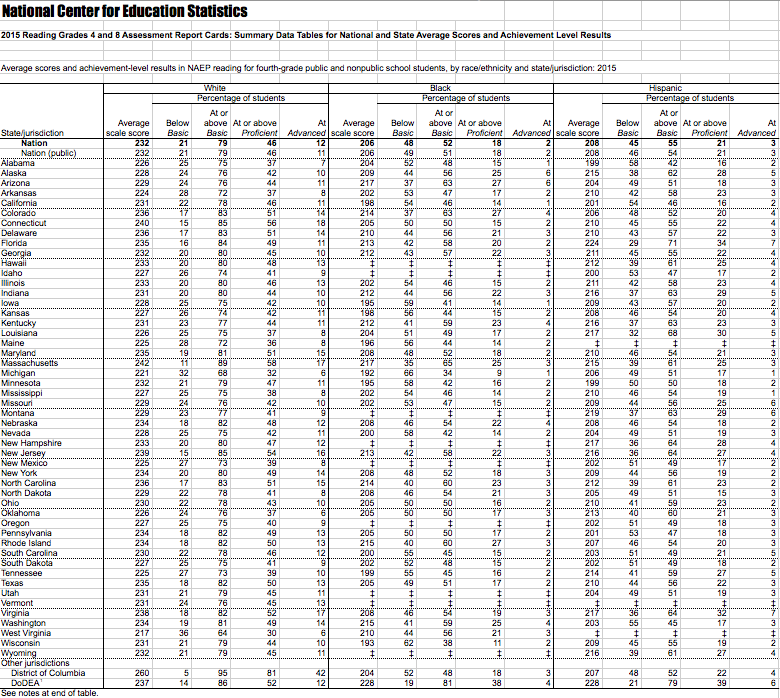 National Center for Education Statistics
2015 Reading Grades 4 and 8 Assessment Report Cards: Summary Data Tables for National and State Average Scores and Achievement Level Results
Average scores and achievement-level results in NAEP reading for fourth-grade public and nonpublic school students, by race/ethnicity and state/jurisdiction: 2015
White Black Hispanic
Percentage of students Percentage of students Percentage of students
At or At or At or
Average Below above At or above At Average Below above At or above At Average Below above At or above At
State/jurisdiction scale score Basic Basic Proficient Advanced scale score Basic Basic Proficient Advanced scale score Basic Basic Proficient Advanced
Nation 232 21 79 46 12 206 48 52 18 2 208 45 55 21 3
Nation (public) 232 21 79 46 11 206 49 51 18 2 208 46 54 21 3
Alabama 226 25 75 37 7 204 52 48 15 1 199 58 42 16 2
Alaska 228 24 76 42 10 209 44 56 25 6 215 38 62 28 5
Arizona 229 24 76 44 11 217 37 63 27 6 204 49 51 18 3
Arkansas 224 28 72 37 8 202 53 47 17 2 210 42 58 23 3
California 231 22 78 46 11 198 54 46 14 1 201 54 46 16 2
Colorado 236 17 83 51 14 214 37 63 27 4 206 48 52 20 4
Connecticut 240 15 85 56 18 205 50 50 15 2 210 45 55 22 4
Delaware 236 17 83 51 14 210 44 56 21 3 210 43 57 22 3
Florida 235 16 84 49 11 213 42 58 20 2 224 29 71 34 7
Georgia 232 20 80 45 10 212 43 57 22 3 211 45 55 22 4
Hawaii 233 20 80 48 13 ‡ ‡ ‡ ‡ ‡ 212 39 61 25 4
Idaho 227 26 74 41 9 ‡ ‡ ‡ ‡ ‡ 200 53 47 17 2
Illinois 233 20 80 46 13 202 54 46 15 2 211 42 58 23 4
Indiana 231 20 80 44 10 212 44 56 22 3 216 37 63 29 5
Iowa 228 25 75 42 10 195 59 41 14 1 209 43 57 20 2
Kansas 227 26 74 42 11 198 56 44 15 2 208 46 54 20 4
Kentucky 231 23 77 44 11 212 41 59 23 4 216 37 63 23 3
Louisiana 226 25 75 37 8 204 51 49 17 2 217 32 68 30 5
Maine 225 28 72 36 8 196 56 44 14 2 ‡ ‡ ‡ ‡ ‡
Maryland 235 19 81 51 15 208 48 52 18 2 210 46 54 21 3
Massachusetts 242 11 89 58 17 217 35 65 25 3 215 39 61 25 3
Michigan 221 32 68 32 6 192 66 34 9 1 206 49 51 17 1
Minnesota 232 21 79 47 11 195 58 42 16 2 199 50 50 18 2
Mississippi 227 25 75 38 8 202 54 46 14 2 210 46 54 19 1
Missouri 229 24 76 42 10 202 53 47 15 2 209 44 56 25 6
Montana 229 23 77 41 9 ‡ ‡ ‡ ‡ ‡ 219 37 63 29 6
Nebraska 234 18 82 48 12 208 46 54 22 4 208 46 54 18 2
Nevada 228 25 75 42 11 200 58 42 14 2 204 49 51 19 3
New Hampshire 233 20 80 47 12 ‡ ‡ ‡ ‡ ‡ 217 36 64 28 4
New Jersey 239 15 85 54 16 213 42 58 22 3 216 36 64 27 4
New Mexico 225 27 73 39 8 ‡ ‡ ‡ ‡ ‡ 202 51 49 17 2
New York 234 20 80 49 14 208 48 52 18 3 209 44 56 19 2
North Carolina 236 17 83 51 15 214 40 60 23 3 212 39 61 23 3
North Dakota 229 22 78 41 8 208 46 54 21 3 205 49 51 15 2
Ohio 230 22 78 43 10 205 50 50 16 2 210 41 59 23 2
Oklahoma 226 24 76 37 6 205 50 50 17 3 213 40 60 21 3
Oregon 227 25 75 40 9 ‡ ‡ ‡ ‡ ‡ 202 51 49 18 3
Pennsylvania 234 18 82 49 13 205 50 50 17 2 201 53 47 18 3
Rhode Island 234 18 82 50 13 215 40 60 27 3 207 46 54 20 3
South Carolina 230 22 78 46 12 200 55 45 15 2 203 51 49 21 5
South Dakota 227 25 75 41 9 202 52 48 15 2 202 51 49 18 2
Tennessee 225 27 73 39 10 199 55 45 16 2 214 41 59 27 5
Texas 235 18 82 50 13 205 49 51 17 2 210 44 56 22 3
Utah 231 21 79 45 11 ‡ ‡ ‡ ‡ ‡ 204 49 51 19 3
Vermont 231 24 76 45 13 ‡ ‡ ‡ ‡ ‡ ‡ ‡ ‡ ‡ ‡
Virginia 236 18 82 52 17 208 46 54 19 3 217 36 64 32 7
Washington 234 19 81 49 14 215 41 59 25 4 203 55 45 17 3
West Virginia 217 36 64 30 6 210 44 56 21 3 ‡ ‡ ‡ ‡ ‡
Wisconsin 231 21 79 44 10 193 62 38 11 2 209 45 55 19 2
Wyoming 232 21 79 45 11 ‡ ‡ ‡ ‡ ‡ 216 39 61 27 4
Other jurisdictions
District of Columbia 260 5 95 81 42 204 52 48 18 3 207 48 52 22 4
DoDEA 237 14 86 52 12 228 19 81 38 4 228 21 79 39 6
See notes at end of table.